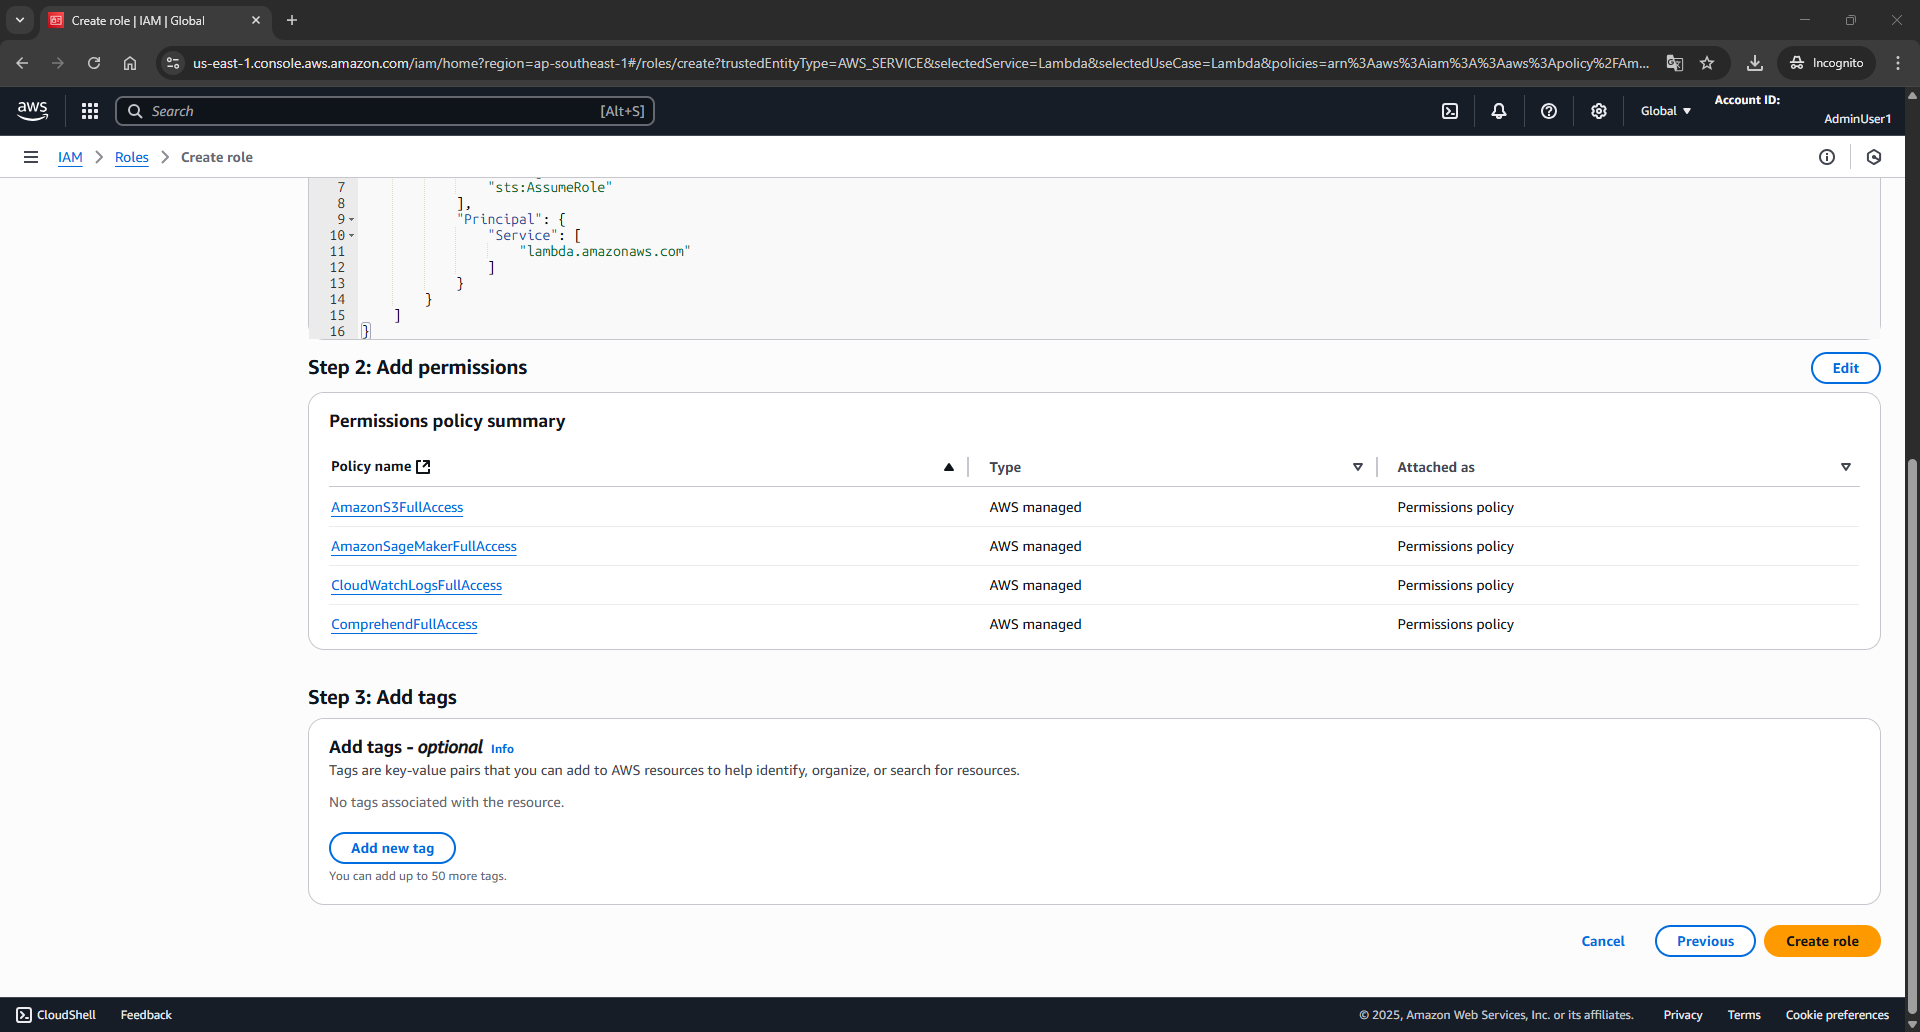 Create role | IAM | Global
us-east-1.console.aws.amazon.com/iam/home?region=ap-southeast-1#/roles/create?trustedEntityType=AWS_SERVICE&selectedService=Lambda&selectedUseCase=Lambda&policies=arn%3Aaws%3Aiam%3A%3Aaws%3Apolicy%2FAm...
Incognito
aws
Search
[Alt+S]
Global
Account ID:
AdminUser1
IAM > Roles > Create role
7 "sts:AssumeRole"
8 ],
9 "Principal": {
10 "Service": [
11 "lambda.amazonaws.com"
12 ]
13 }
14 }
15 ]
16 }
Step 2: Add permissions
Edit
Permissions policy summary
Policy name Type Attached as
AmazonS3FullAccess AWS managed Permissions policy
AmazonSageMakerFullAccess AWS managed Permissions policy
CloudWatchLogsFullAccess AWS managed Permissions policy
ComprehendFullAccess AWS managed Permissions policy
Step 3: Add tags
Add tags - optional Info
Tags are key-value pairs that you can add to AWS resources to help identify, organize, or search for resources.
No tags associated with the resource.
Add new tag
You can add up to 50 more tags.
Cancel Previous Create role
CloudShell Feedback © 2025, Amazon Web Services, Inc. or its affiliates. Privacy Terms Cookie preferences